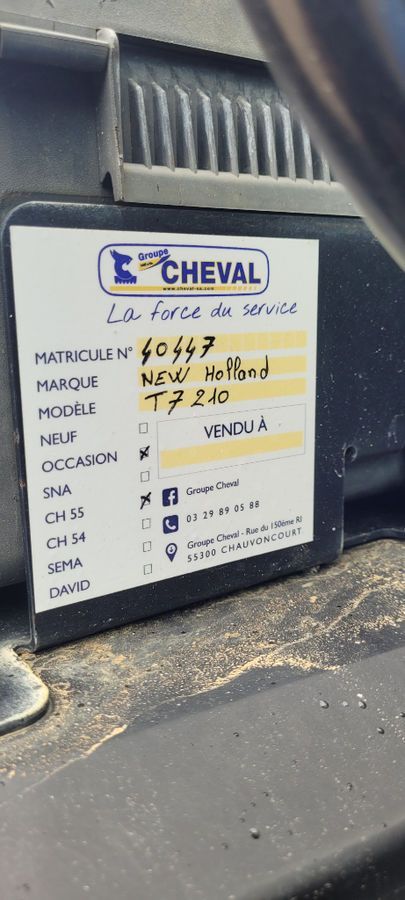 Groupe
CHEVAL
www.cheval-sa.com
La force du service
MATRICULE N° 40447
MARQUE NEW Holland
MODÈLE T7 210
NEUF
VENDU À
OCCASION
SNA
CH 55
CH 54
SEMA
DAVID
Groupe Cheval
03 29 89 05 88
Groupe Cheval - Rue du 150ème RI
55300 CHAUVONCOURT